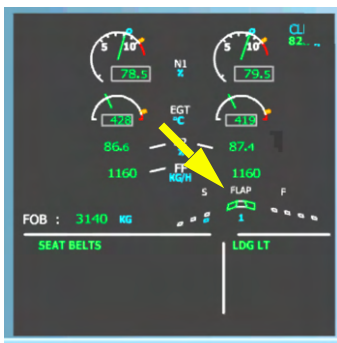 CL
82..
5 10 5 10
78.5 N1 % 79.5
428 EGT °C 419
86.6 87.4
1160 FF KG/H 1160
S FLAP F
1
FOB : 3140 KG
SEAT BELTS LDG LT